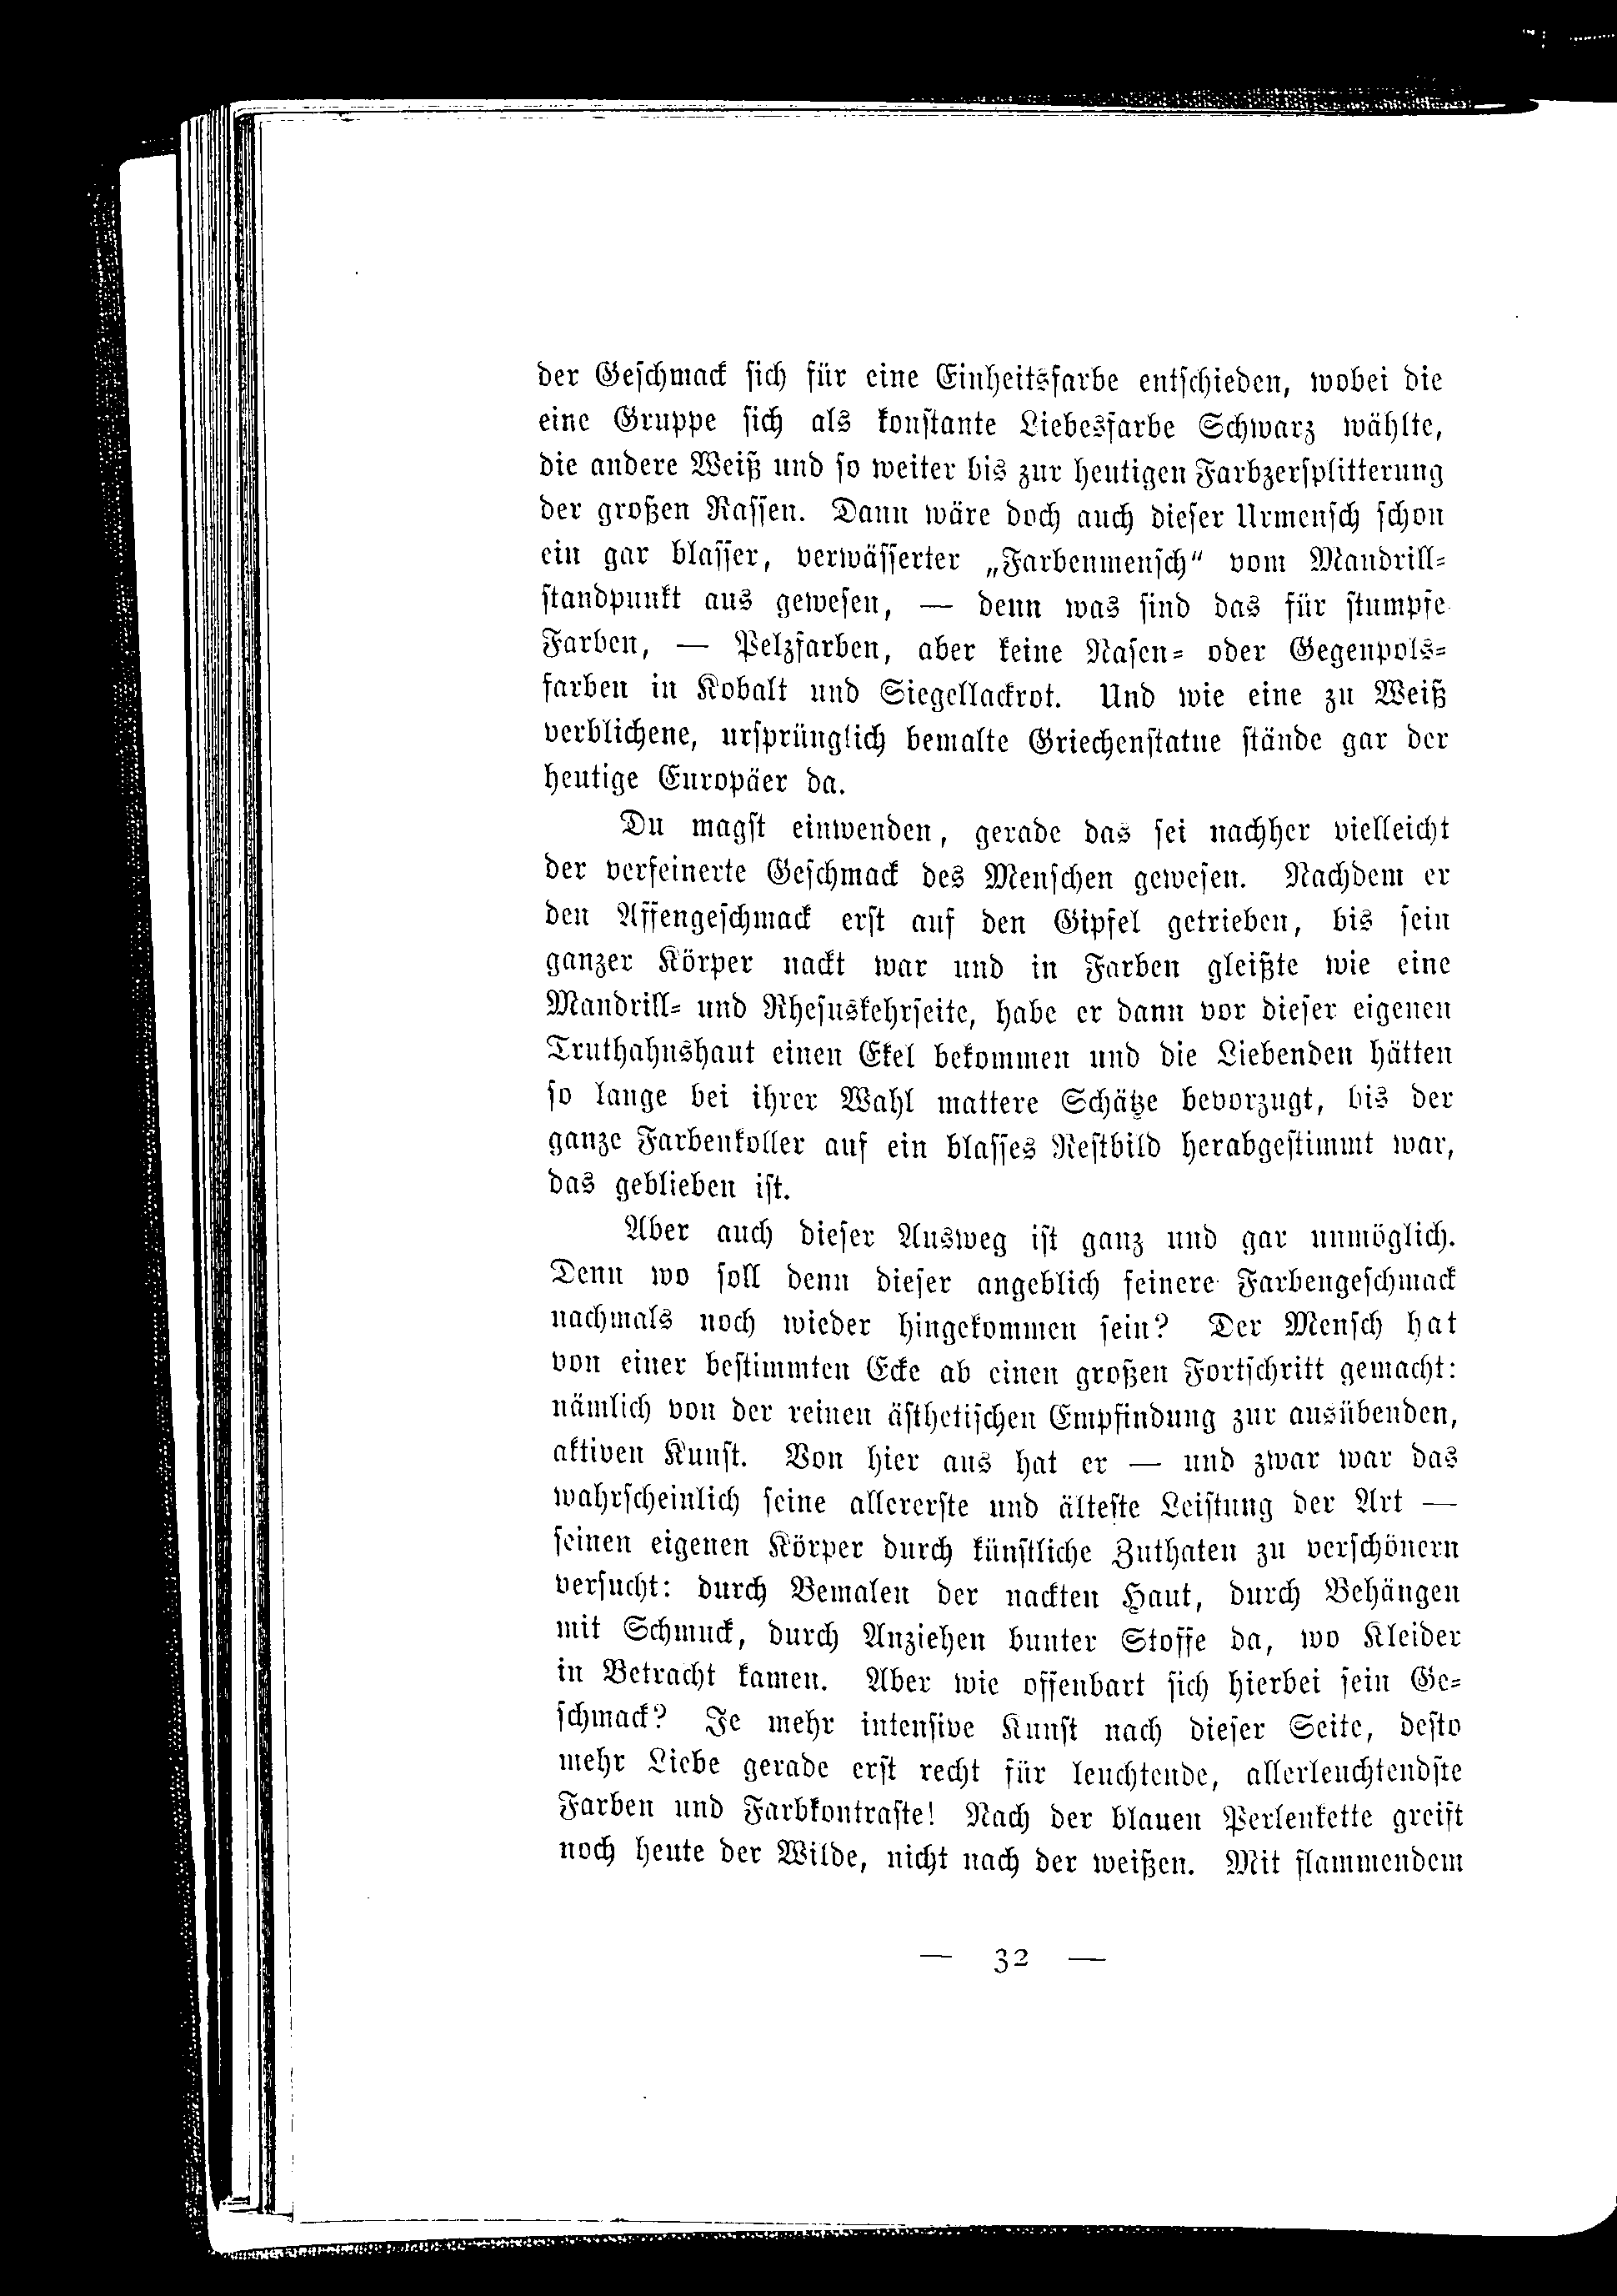 der Geschmack sich für eine Einheitsfarbe entschieden, wobei die
eine Gruppe sich als konstante Liebesfarbe Schwarz wählte,
die andere Weiß und so weiter bis zur heutigen Farbzersplitterung
der großen Rassen. Dann wäre doch auch dieser Urmensch schon
ein gar blasser, verwässerter „Farbenmensch“ vom Mandrill-
standpunkt aus gewesen, — denn was sind das für stumpfe
Farben, — Pelzfarben, aber keine Nasen- oder Gegenpols-
farben in Kobalt und Siegellackrot. Und wie eine zu Weiß
verblichene, ursprünglich bemalte Griechenstatue stände gar der
heutige Europäer da.
Du magst einwenden, gerade das sei nachher vielleicht
der verfeinerte Geschmack des Menschen gewesen. Nachdem er
den Affengeschmack erst auf den Gipfel getrieben, bis sein
ganzer Körper nackt war und in Farben gleißte wie eine
Mandrill- und Rhesuskehrseite, habe er dann vor dieser eigenen
Truthahnshaut einen Ekel bekommen und die Liebenden hätten
so lange bei ihrer Wahl mattere Schätze bevorzugt, bis der
ganze Farbenkoller auf ein blasses Restbild herabgestimmt war,
das geblieben ist.
Aber auch dieser Ausweg ist ganz und gar unmöglich.
Denn wo soll denn dieser angeblich feinere Farbengeschmack
nachmals noch wieder hingekommen sein? Der Mensch hat
von einer bestimmten Ecke ab einen großen Fortschritt gemacht:
nämlich von der reinen ästhetischen Empfindung zur ausübenden,
aktiven Kunst. Von hier aus hat er — und zwar war das
wahrscheinlich seine allererste und älteste Leistung der Art —
seinen eigenen Körper durch künstliche Zuthaten zu verschönern
versucht: durch Bemalen der nackten Haut, durch Behängen
mit Schmuck, durch Anziehen bunter Stoffe da, wo Kleider
in Betracht kamen. Aber wie offenbart sich hierbei sein Ge-
schmack? Je mehr intensive Kunst nach dieser Seite, desto
mehr Liebe gerade erst recht für leuchtende, allerleuchtendste
Farben und Farbkontraste! Nach der blauen Perlenkette greift
noch heute der Wilde, nicht nach der weißen. Mit flammendem
— 32 —